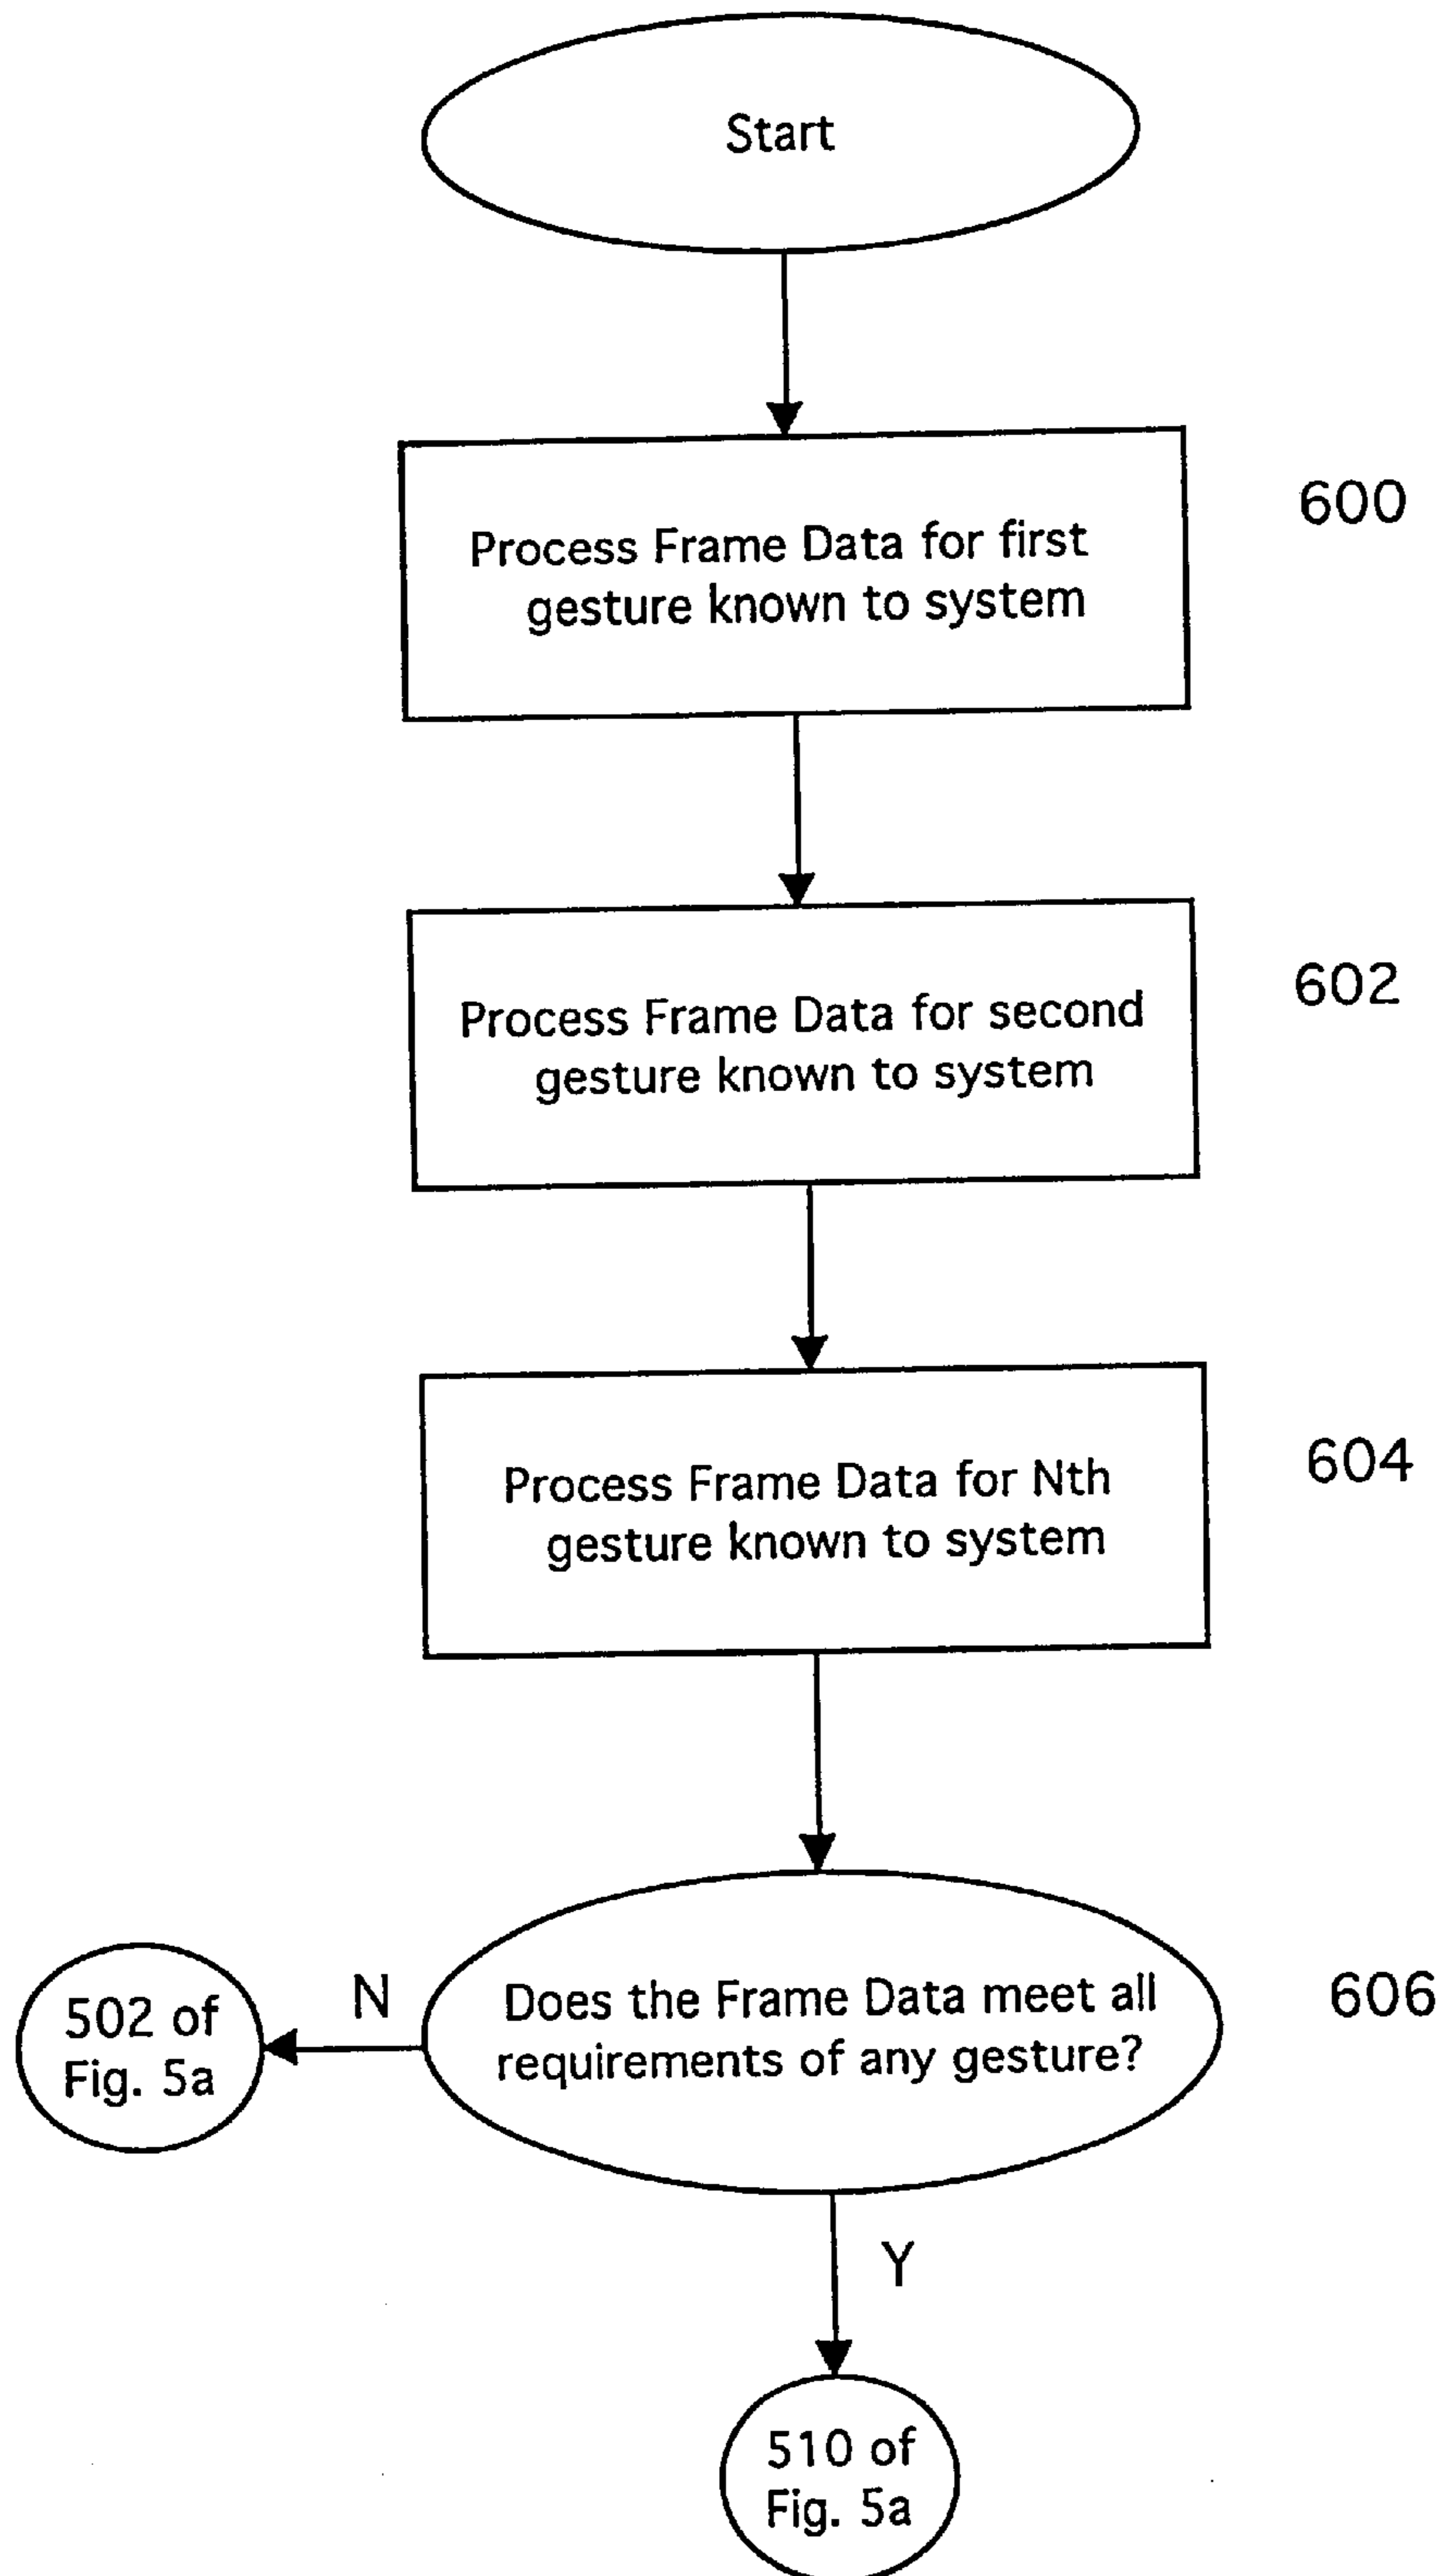 Start
Process Frame Data for first
gesture known to system
600
Process Frame Data for second
gesture known to system
602
Process Frame Data for Nth
gesture known to system
604
Does the Frame Data meet all
requirements of any gesture?
606
N
502 of
Fig. 5a
Y
510 of
Fig. 5a